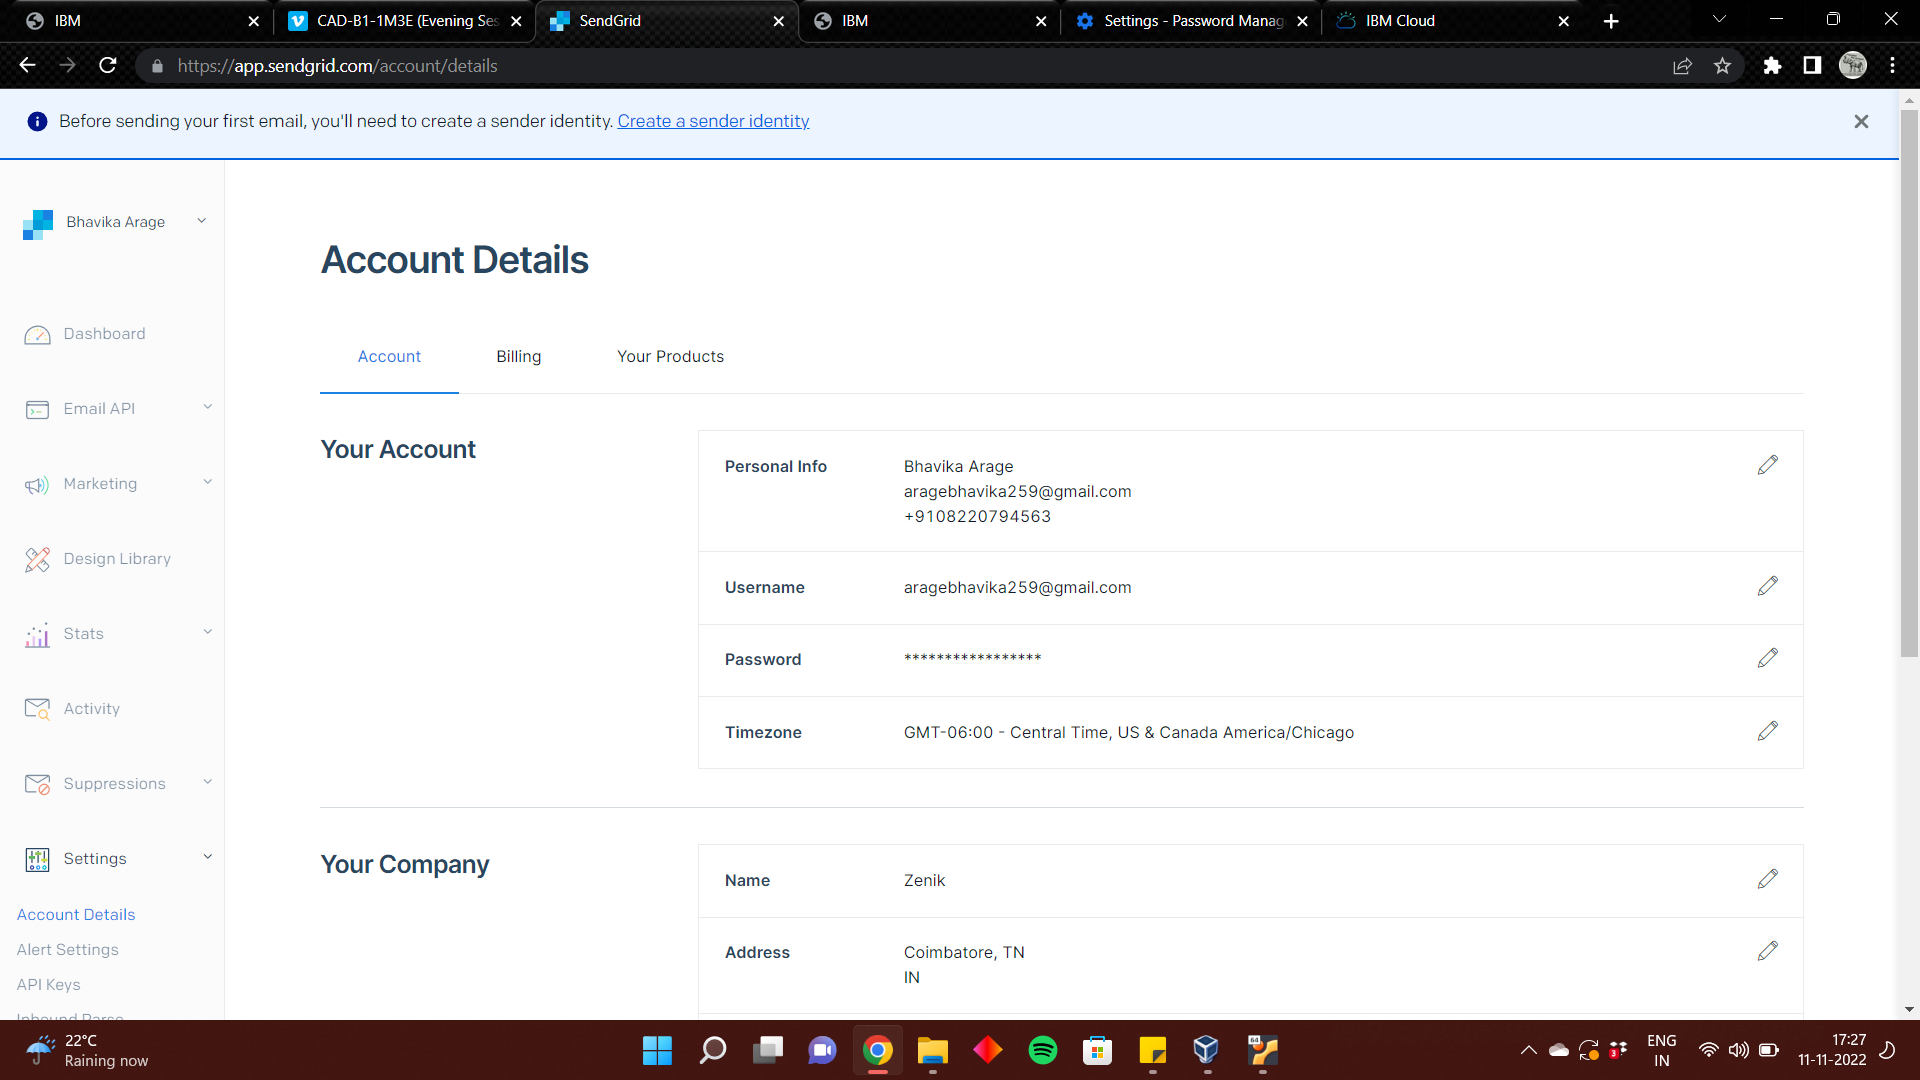 IBM
CAD-B1-1M3E (Evening Ses
SendGrid
IBM
Settings - Password Manag
IBM Cloud
https://app.sendgrid.com/account/details
Before sending your first email, you'll need to create a sender identity. Create a sender identity
Bhavika Arage
Dashboard
Email API
Marketing
Design Library
Stats
Activity
Suppressions
Settings
Account Details
Alert Settings
API Keys
Inbound Parse
Account Details
Account
Billing
Your Products
Your Account
Personal Info
Bhavika Arage
aragebhavika259@gmail.com
+9108220794563
Username
aragebhavika259@gmail.com
Password
*****************
Timezone
GMT-06:00 - Central Time, US & Canada America/Chicago
Your Company
Name
Zenik
Address
Coimbatore, TN
IN
22°C
Raining now
64
3
ENG
IN
17:27
11-11-2022